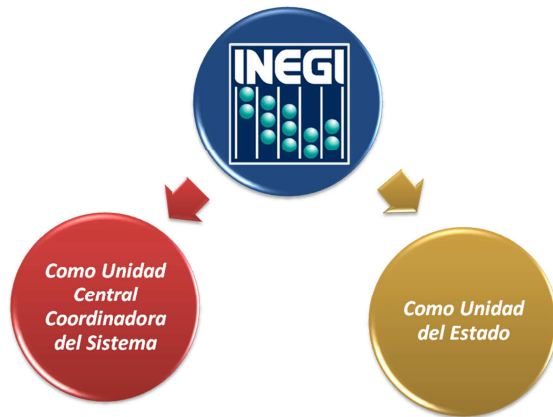 INEGI
Como Unidad
Central
Coordinadora
del Sistema
Como Unidad
del Estado